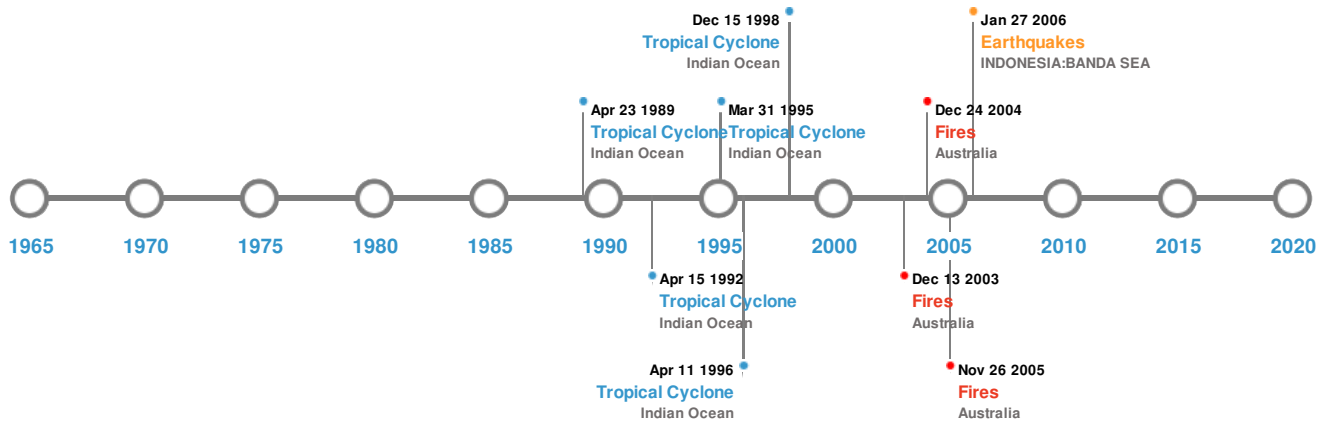 Dec 15 1998
Tropical Cyclone
Indian Ocean
Jan 27 2006
Earthquakes
INDONESIA:BANDA SEA
Apr 23 1989
Tropical Cyclone
Indian Ocean
Mar 31 1995
Tropical Cyclone
Indian Ocean
Dec 24 2004
Fires
Australia
1965 1970 1975 1980 1985 1990 1995 2000 2005 2010 2015 2020
Apr 15 1992
Tropical Cyclone
Indian Ocean
Dec 13 2003
Fires
Australia
Apr 11 1996
Tropical Cyclone
Indian Ocean
Nov 26 2005
Fires
Australia